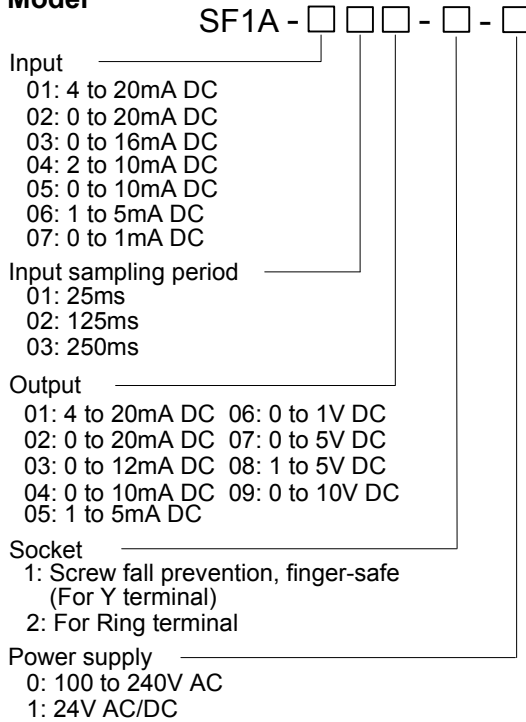 Model
SF1A - □ □ □ - □ - □
Input
01: 4 to 20mA DC
02: 0 to 20mA DC
03: 0 to 16mA DC
04: 2 to 10mA DC
05: 0 to 10mA DC
06: 1 to 5mA DC
07: 0 to 1mA DC
Input sampling period
01: 25ms
02: 125ms
03: 250ms
Output
01: 4 to 20mA DC 06: 0 to 1V DC
02: 0 to 20mA DC 07: 0 to 5V DC
03: 0 to 12mA DC 08: 1 to 5V DC
04: 0 to 10mA DC 09: 0 to 10V DC
05: 1 to 5mA DC
Socket
1: Screw fall prevention, finger-safe
(For Y terminal)
2: For Ring terminal
Power supply
0: 100 to 240V AC
1: 24V AC/DC